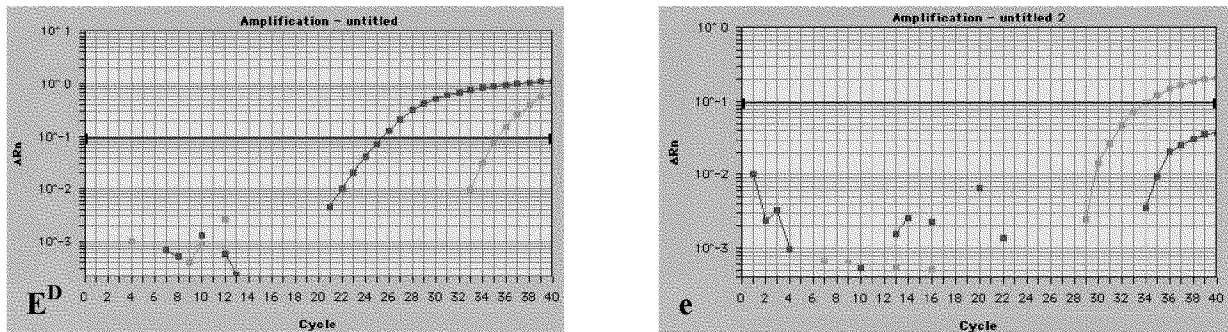 Amplification - untitled
10^1
10^0
10^-1
10^-2
10^-3
ΔRn
0 2 4 6 8 10 12 14 16 18 20 22 24 26 28 30 32 34 36 38 40
Cycle
E^D
Amplification - untitled 2
10^0
10^-1
10^-2
10^-3
ΔRn
0 2 4 6 8 10 12 14 16 18 20 22 24 26 28 30 32 34 36 38 40
Cycle
e